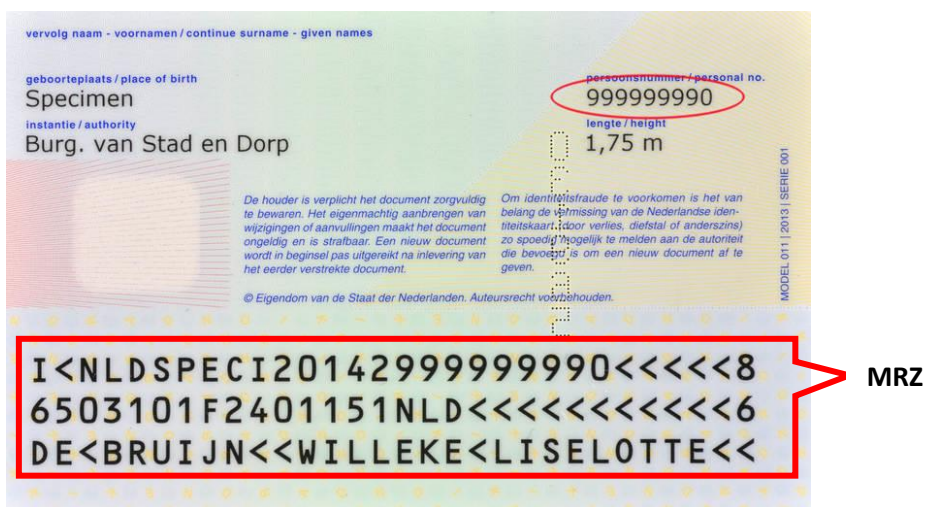 vervolg naam - voornamen / continue surname - given names
geboorteplaats / place of birth
Specimen
persoonsnummer / personal no.
999999990
instantie / authority
Burg. van Stad en Dorp
lengte / height
1,75 m
De houder is verplicht het document zorgvuldig
te bewaren. Het eigenmachtig aanbrengen van
wijzigingen of aanvullingen maakt het document
ongeldig en is strafbaar. Een nieuw document
wordt in beginsel pas uitgereikt na inlevering van
het eerder verstrekte document.
Om identiteitsfraude te voorkomen is het van
belang de vermissing van de Nederlandse iden-
titeitskaart (door verlies, diefstal of anderszins)
zo spoedig mogelijk te melden aan de autoriteit
die bevoegd is om een nieuw document af te
geven.
© Eigendom van de Staat der Nederlanden. Auteursrecht voorbehouden.
MODEL 011 | 2013 | SERIE 001
I<NLDSPECI20142999999990<<<<<8
6503101F2401151NLD<<<<<<<<<<<6
DE<BRUIJN<<WILLEKE<LISELOTTE<<
MRZ